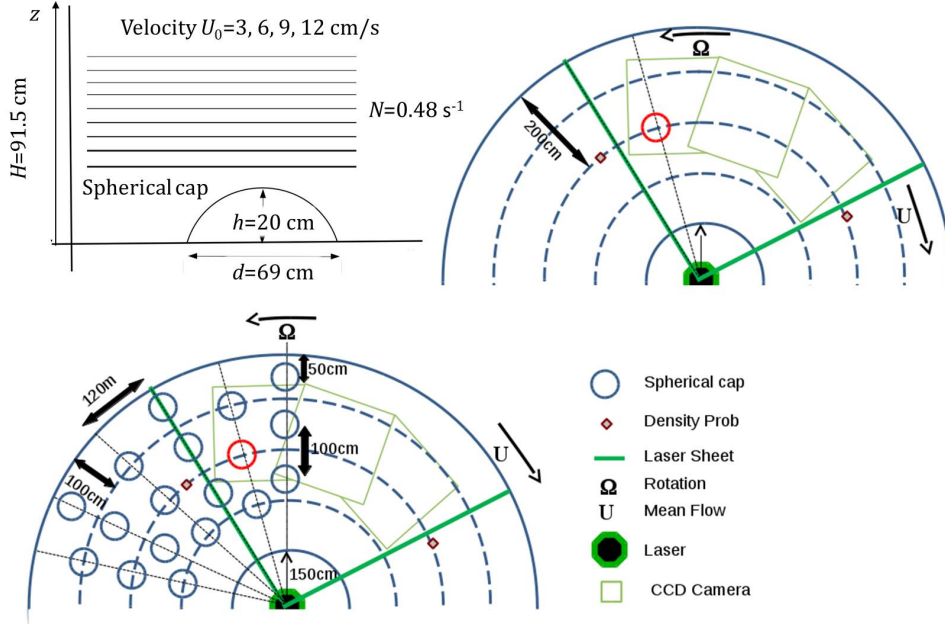 z
Velocity U₀=3, 6, 9, 12 cm/s
H=91.5 cm
N=0.48 s⁻¹
Spherical cap
h=20 cm
d=69 cm
Ω
200cm
U
Ω
120m
50cm
100cm
U
100cm
150cm
Spherical cap
Density Prob
Laser Sheet
Ω Rotation
U Mean Flow
Laser
CCD Camera